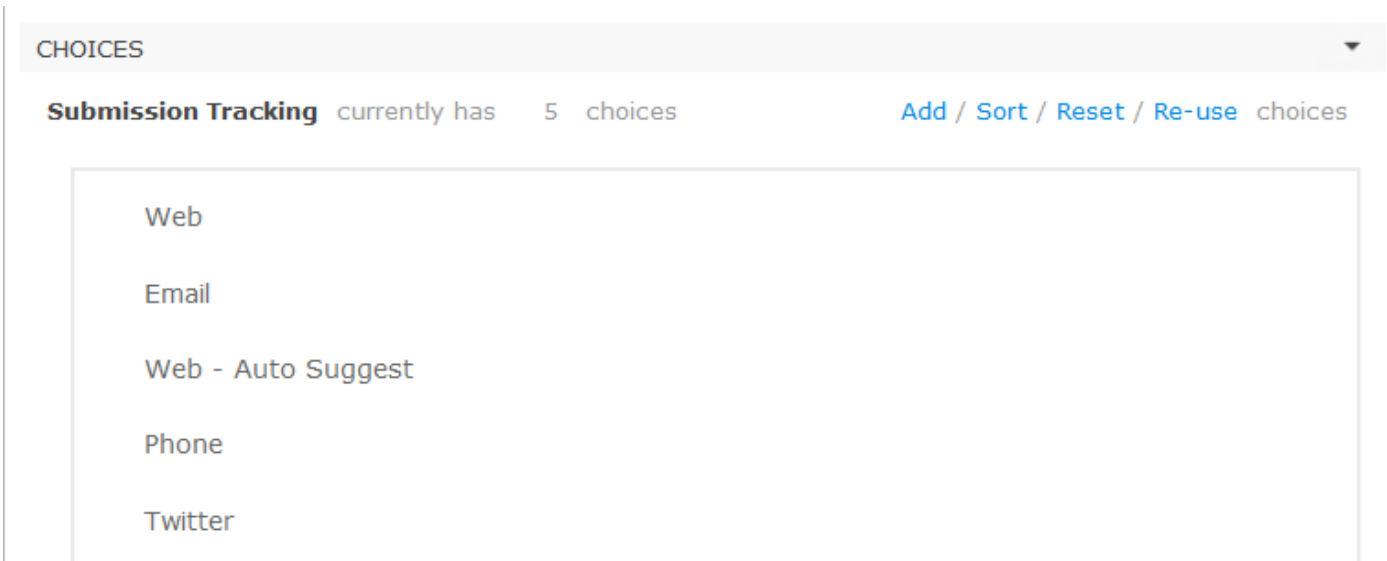 CHOICES
Submission Tracking currently has 5 choices Add / Sort / Reset / Re-use choices
Web
Email
Web - Auto Suggest
Phone
Twitter